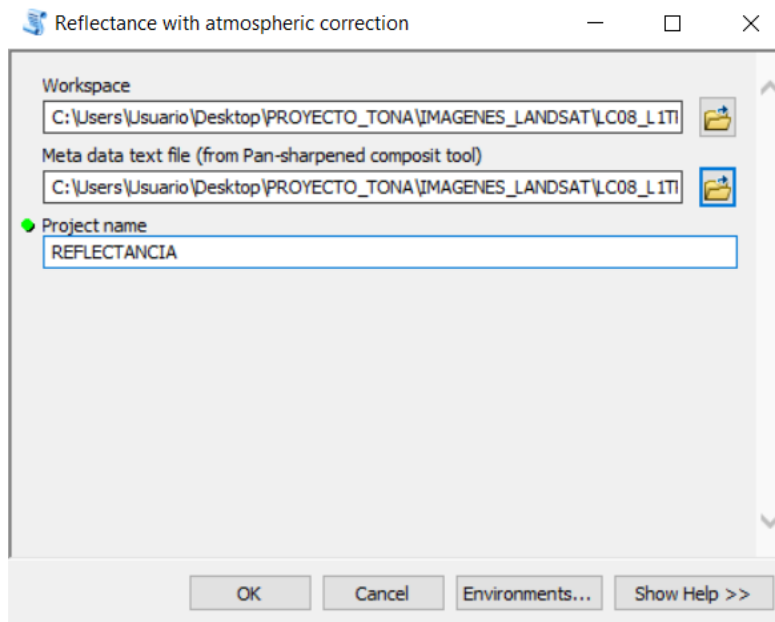 Reflectance with atmospheric correction
Workspace
C:\Users\Usuario\Desktop\PROYECTO_TONA\IMAGENES_LANDSAT\LC08_L1TI
Meta data text file (from Pan-sharpened composit tool)
C:\Users\Usuario\Desktop\PROYECTO_TONA\IMAGENES_LANDSAT\LC08_L1TI
Project name
REFLECTANCIA
OK Cancel Environments... Show Help >>